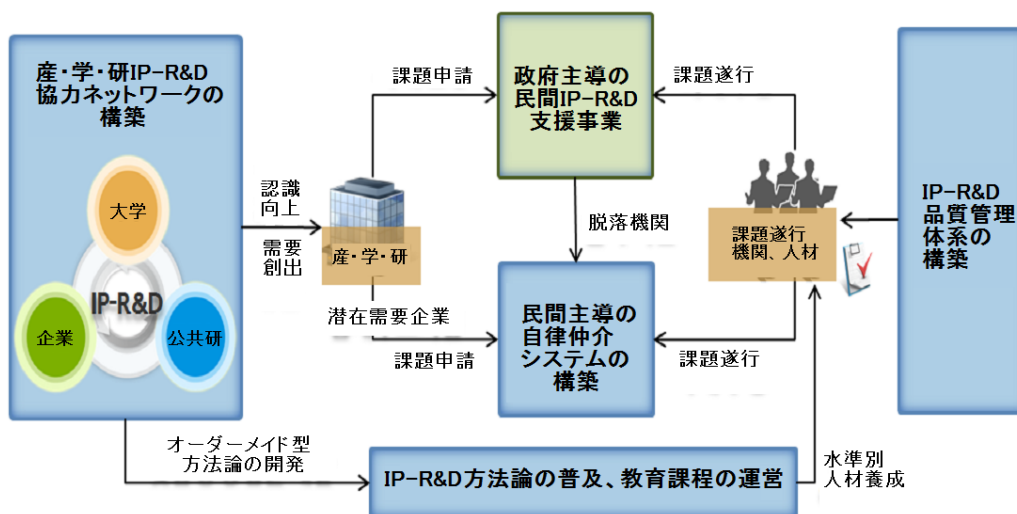 産・学・研IP-R&D
協力ネットワークの
構築
大学
IP-R&D
企業
公共研
認識
向上
需要
創出
課題申請
産・学・研
潜在需要企業
課題申請
政府主導の
民間IP-R&D
支援事業
脱落機関
民間主導の
自律仲介
システムの
構築
課題遂行
課題遂行
機関、人材
課題遂行
IP-R&D
品質管理
体系の
構築
オーダーメイド型
方法論の開発
IP-R&D方法論の普及、教育課程の運営
水準別
人材養成